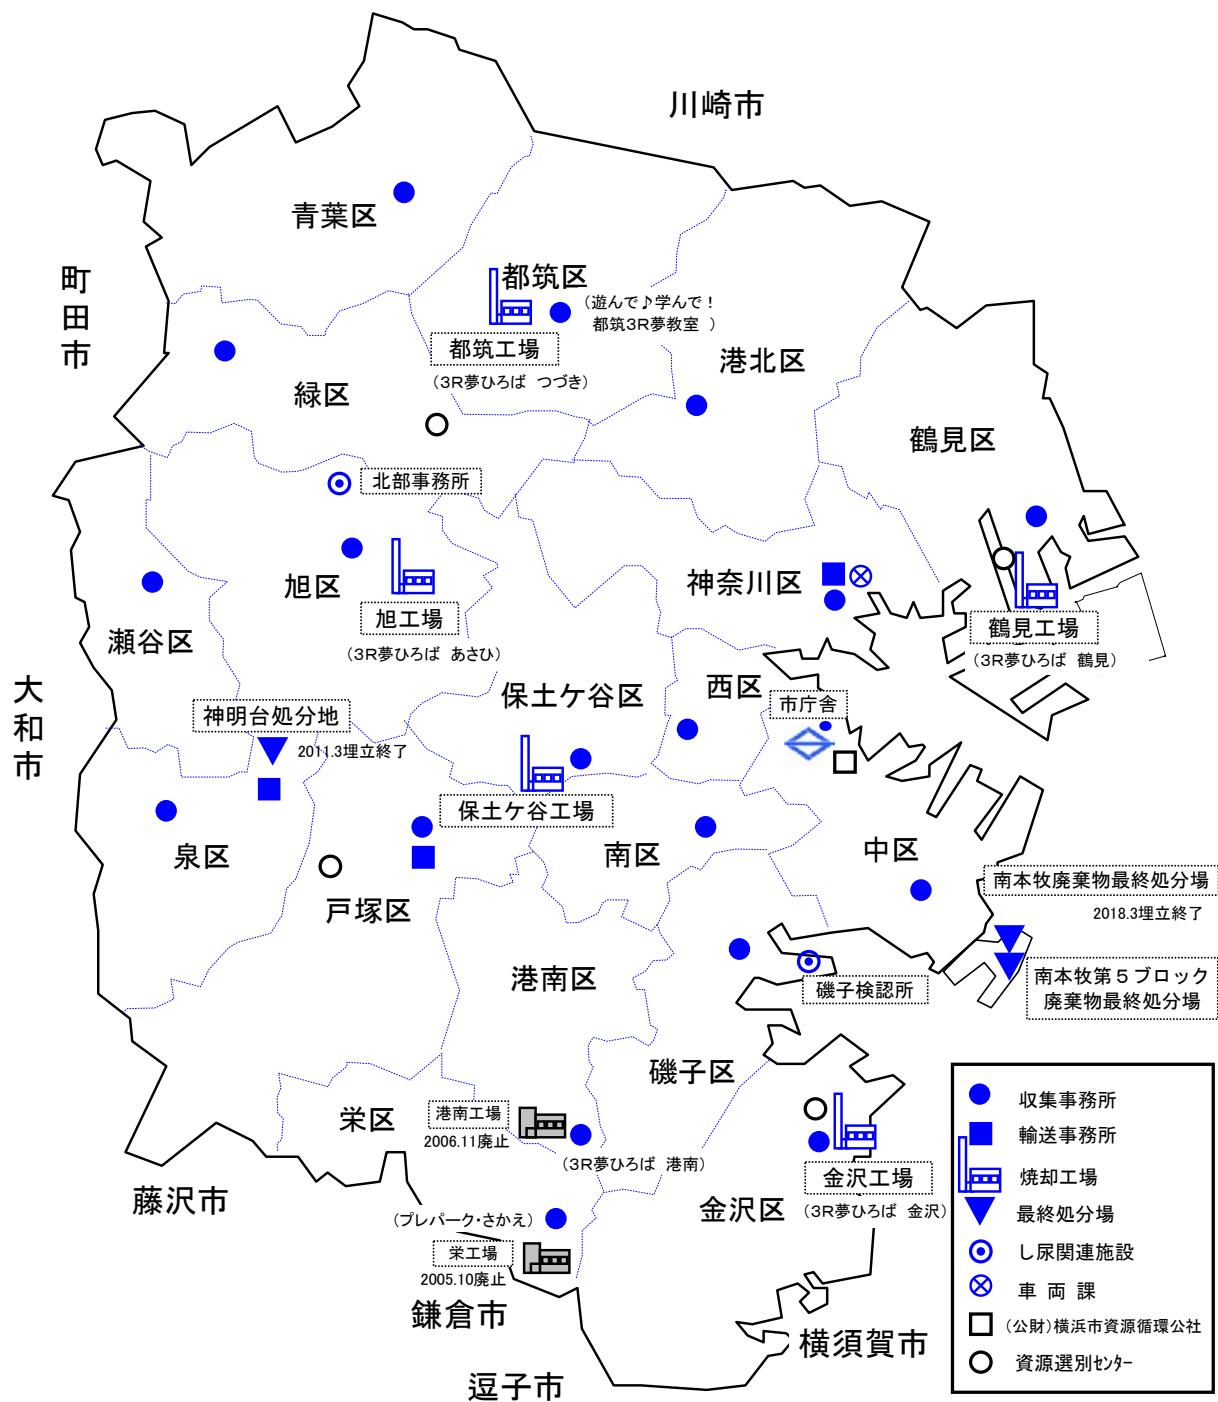 川崎市
青葉区
町田市
都筑区
(遊んで♪学んで！
都筑3R夢教室 )
都筑工場
(3R夢ひろば つづき)
港北区
緑区
鶴見区
北部事務所
旭区
神奈川区
旭工場
(3R夢ひろば あさひ)
鶴見工場
(3R夢ひろば 鶴見)
瀬谷区
大和市
保土ケ谷区
西区
市庁舎
神明台処分地
2011.3埋立終了
保土ケ谷工場
泉区
南区
中区
戸塚区
南本牧廃棄物最終処分場
2018.3埋立終了
港南区
磯子検認所
南本牧第５ブロック
廃棄物最終処分場
磯子区
栄区
港南工場
2006.11廃止
(3R夢ひろば 港南)
金沢工場
(3R夢ひろば 金沢)
金沢区
藤沢市
(プレパーク・さかえ)
栄工場
2005.10廃止
鎌倉市
横須賀市
逗子市
収集事務所
輸送事務所
焼却工場
最終処分場
し尿関連施設
車 両 課
(公財)横浜市資源循環公社
資源選別ｾﾝﾀｰ